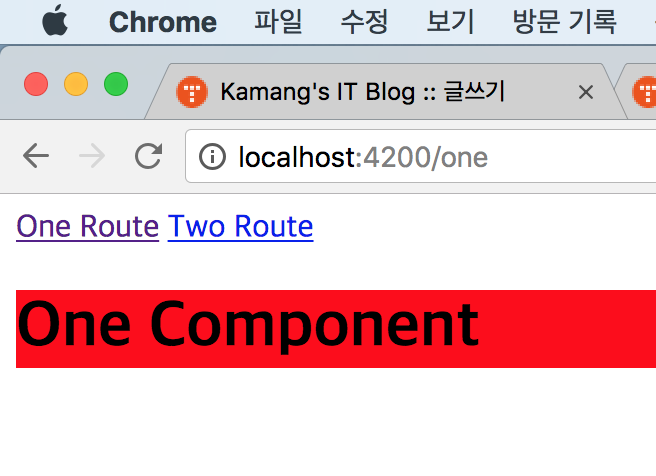 Chrome 파일 수정 보기 방문 기록
Kamang's IT Blog :: 글쓰기
localhost:4200/one
One Route Two Route
One Component